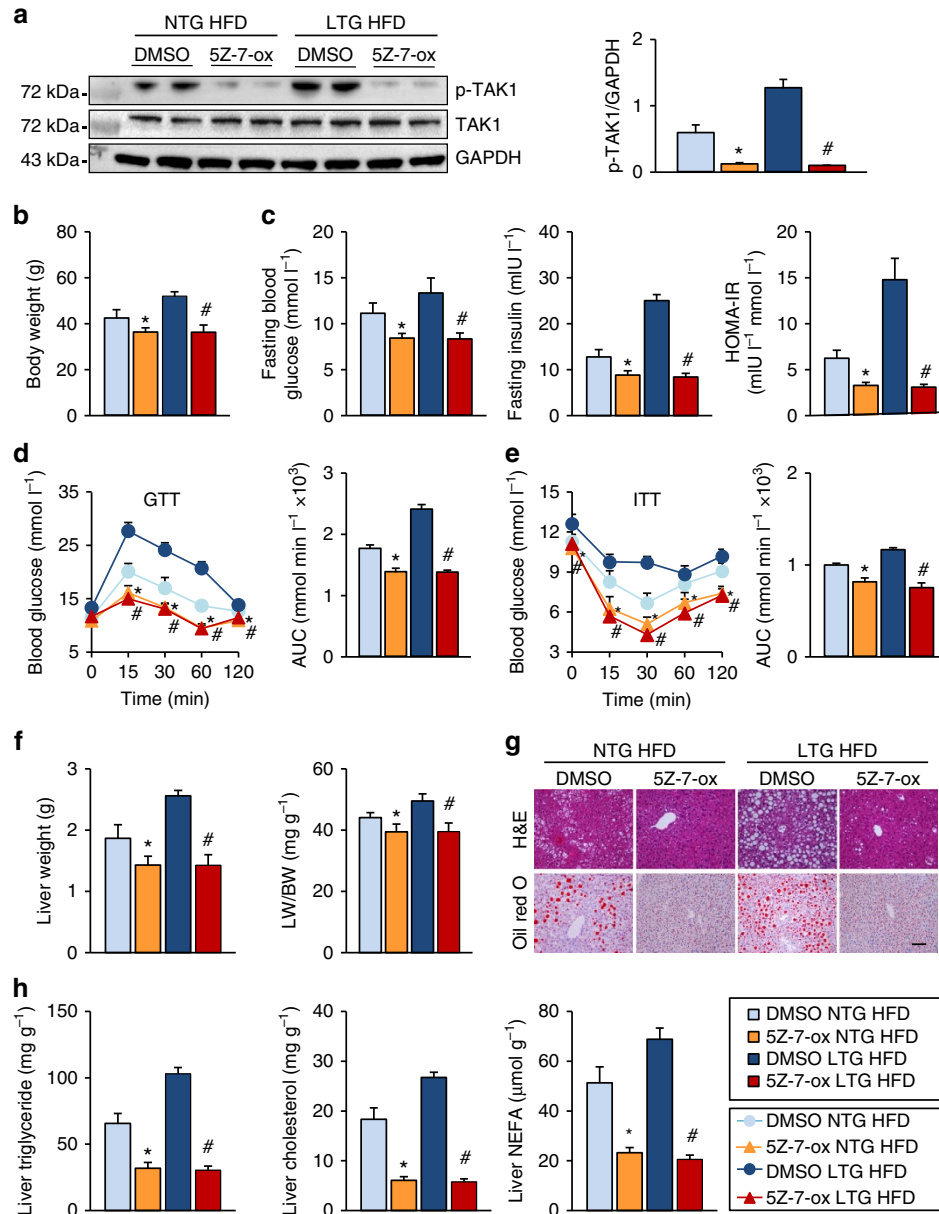 a
NTG HFD LTG HFD
DMSO 5Z-7-ox DMSO 5Z-7-ox
72 kDa p-TAK1
72 kDa TAK1
43 kDa GAPDH
p-TAK1/GAPDH
2
1
0
*
#
b
Body weight (g)
80
60
40
20
0
*
#
c
Fasting blood
glucose (mmol l⁻¹)
20
15
10
5
0
*
#
Fasting insulin (mIU l⁻¹)
40
30
20
10
0
*
#
HOMA-IR
(mIU l⁻¹ mmol l⁻¹)
20
15
10
5
0
*
#
d
GTT
Blood glucose (mmol l⁻¹)
35
25
15
5
* * * *
# # # #
0 15 30 60 120
Time (min)
AUC (mmol min l⁻¹ ×10³)
3
2
1
0
*
#
e
ITT
Blood glucose (mmol l⁻¹)
15
12
9
6
3
* * * * *
# # # # #
0 15 30 60 120
Time (min)
AUC (mmol min l⁻¹ ×10³)
2
1
0
*
#
f
Liver weight (g)
3
2
1
0
*
#
LW/BW (mg g⁻¹)
60
40
20
0
*
#
g
NTG HFD LTG HFD
DMSO 5Z-7-ox DMSO 5Z-7-ox
H&E
Oil red O
h
Liver triglyceride (mg g⁻¹)
150
100
50
0
*
#
Liver cholesterol (mg g⁻¹)
40
30
20
10
0
*
#
Liver NEFA (μmol g⁻¹)
80
60
40
20
0
*
#
DMSO NTG HFD
5Z-7-ox NTG HFD
DMSO LTG HFD
5Z-7-ox LTG HFD
DMSO NTG HFD
5Z-7-ox NTG HFD
DMSO LTG HFD
5Z-7-ox LTG HFD